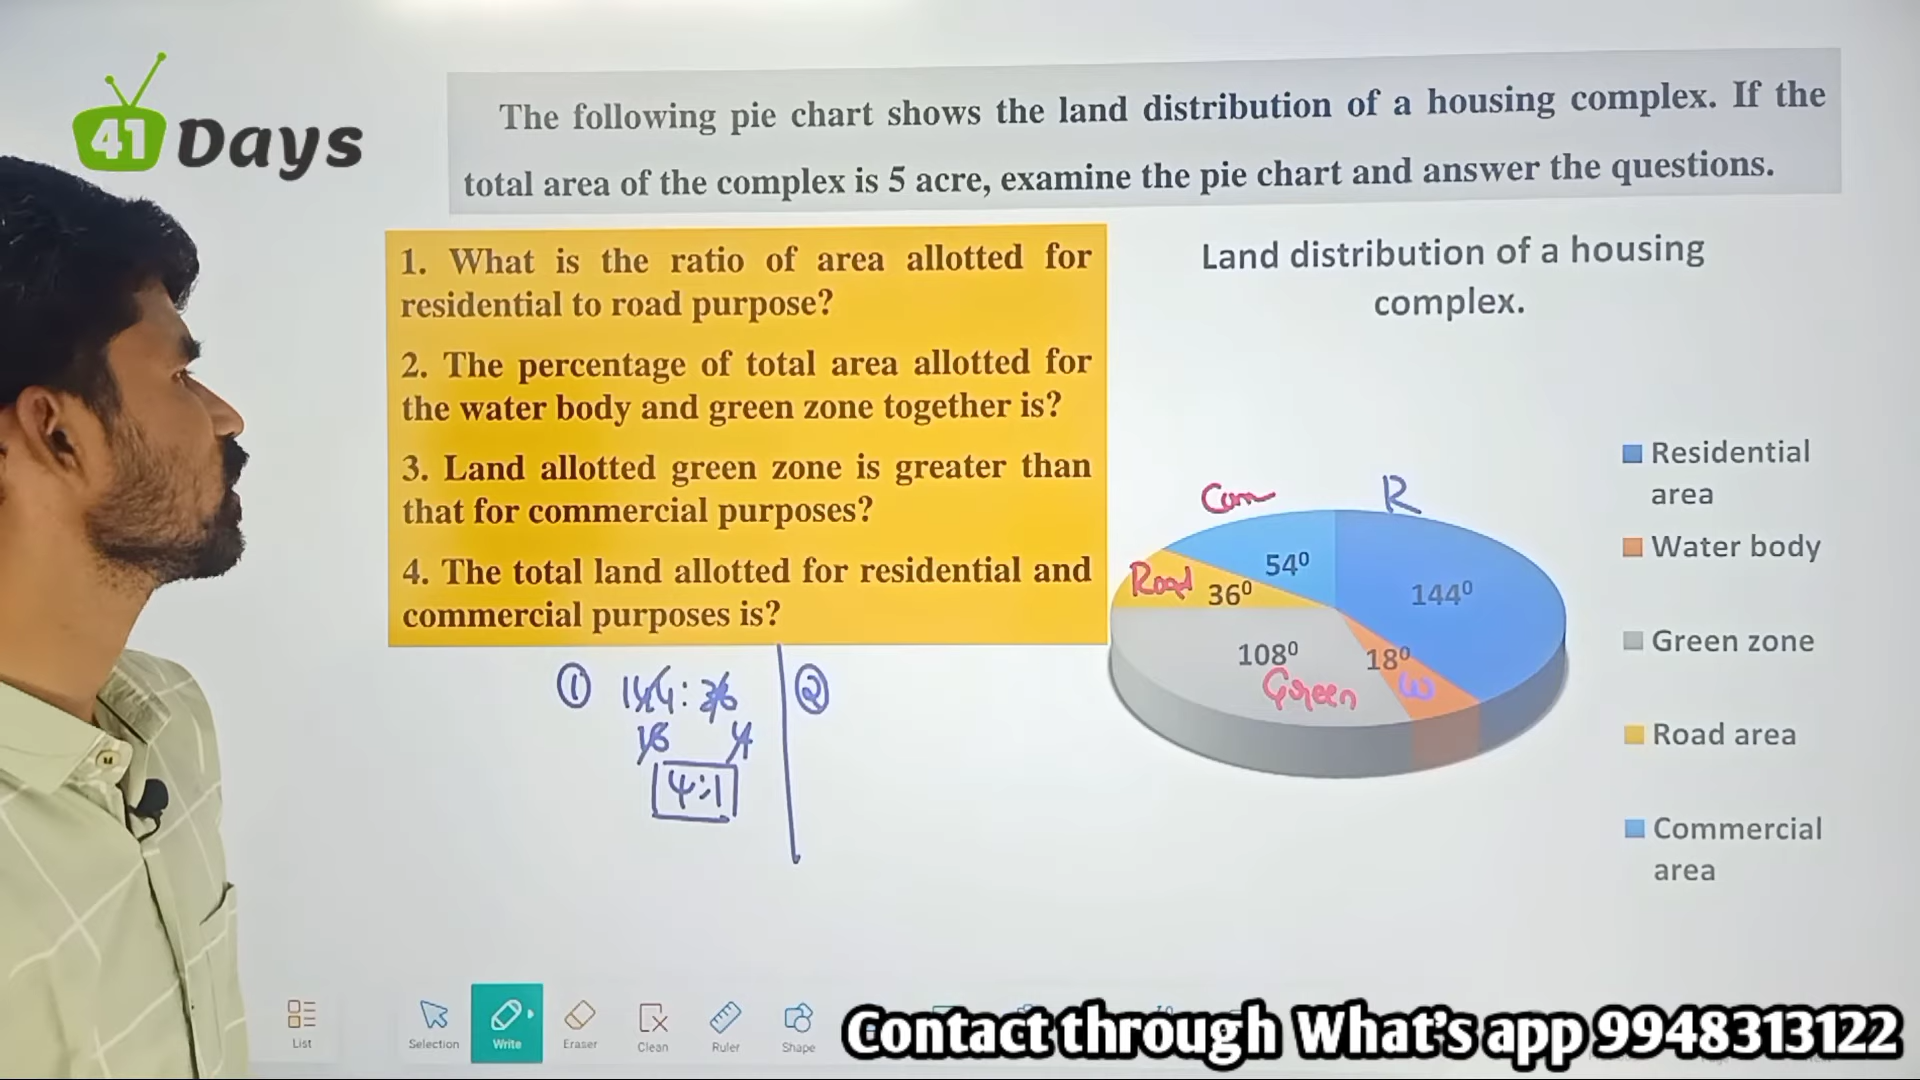 41 Days
The following pie chart shows the land distribution of a housing complex. If the
total area of the complex is 5 acre, examine the pie chart and answer the questions.
1. What is the ratio of area allotted for
residential to road purpose?
2. The percentage of total area allotted for
the water body and green zone together is?
3. Land allotted green zone is greater than
that for commercial purposes?
4. The total land allotted for residential and
commercial purposes is?
Land distribution of a housing
complex.
Com
R
54⁰
Road
36⁰
144⁰
108⁰
18⁰
Green
W
Residential
area
Water body
Green zone
Road area
Commercial
area
① 144 : 36
② 
18
4
4:1
List
Selection
Write
Eraser
Clean
Ruler
Shape
Contact through What's app 9948313122